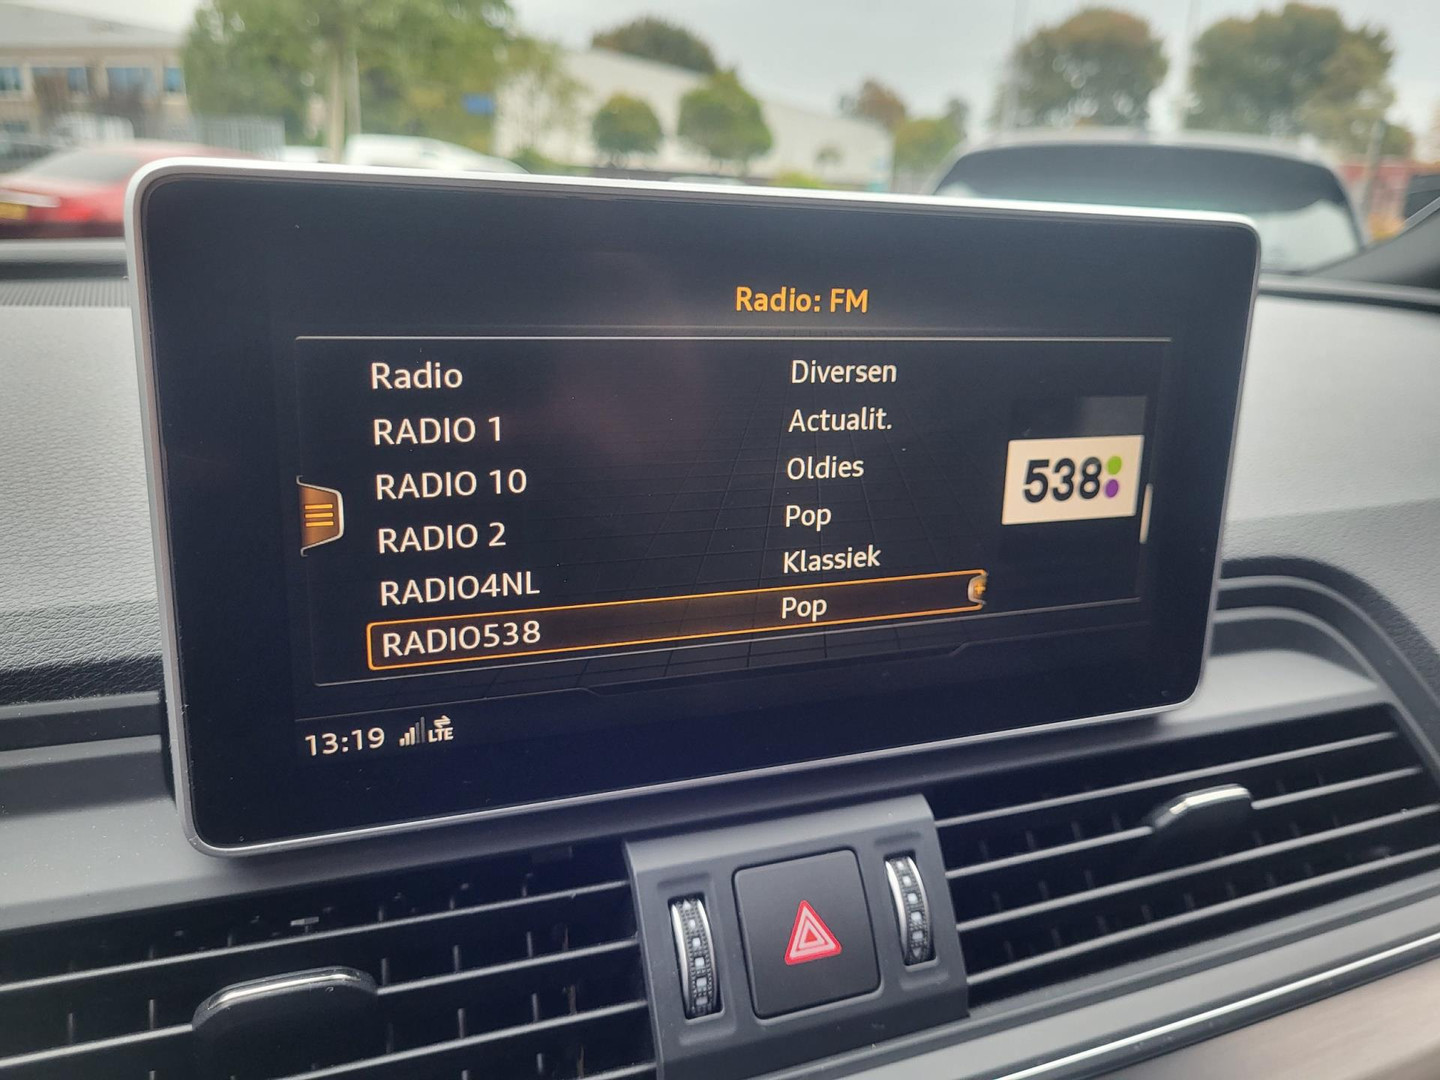 Radio: FM
Radio Diversen
RADIO 1 Actualit.
RADIO 10 Oldies
RADIO 2 Pop
RADIO4NL Klassiek
RADIO538 Pop
538
13:19 LTE